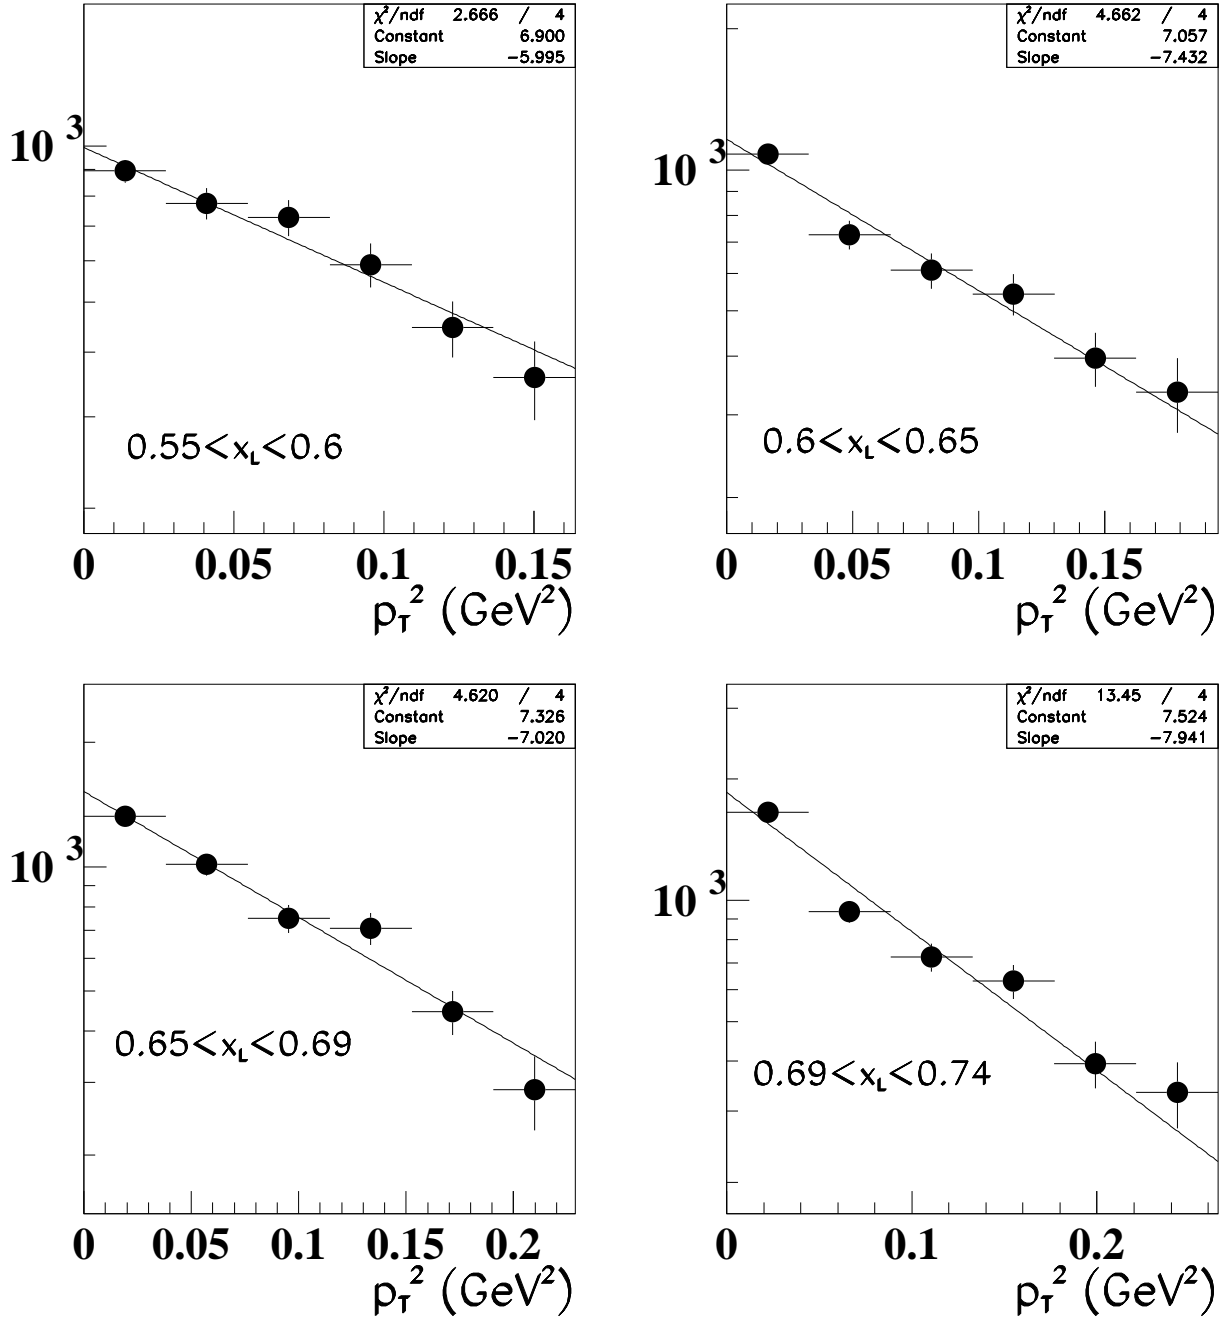 χ²/ndf 2.666 / 4
Constant 6.900
Slope −5.995
10 3
0.55<xL<0.6
0 0.05 0.1 0.15
pT² (GeV²)
χ²/ndf 4.662 / 4
Constant 7.057
Slope −7.432
10 3
0.6<xL<0.65
0 0.05 0.1 0.15
pT² (GeV²)
χ²/ndf 4.620 / 4
Constant 7.326
Slope −7.020
10 3
0.65<xL<0.69
0 0.05 0.1 0.15 0.2
pT² (GeV²)
χ²/ndf 13.45 / 4
Constant 7.524
Slope −7.941
10 3
0.69<xL<0.74
0 0.1 0.2
pT² (GeV²)